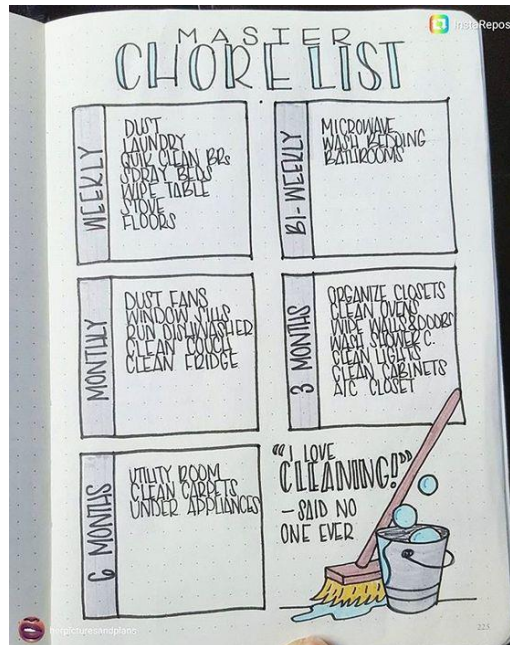 InstaRepos
MASTER
CHORE LIST
WEEKLY
DUST
LAUNDRY
QUIK CLEAN BRs
SPRAY BEDS
WIPE TABLE
STOVE
FLOORS
BI-WEEKLY
MICROWAVE
WASH BEDDING
BATHROOMS
MONTHLY
DUST FANS
WINDOW SILLS
RUN DISHWASHER
CLEAN COUCH
CLEAN FRIDGE
3 MONTHS
ORGANIZE CLOSETS
CLEAN OVENS
WIPE WALLS & DOORS
WASH SHOWER C.
CLEAN LIGHTS
CLEAN CABINETS
A/C CLOSET
6 MONTHS
UTILITY ROOM
CLEAN CARPETS
UNDER APPLIANCES
"I LOVE
CLEANING!"
- SAID NO
ONE EVER
225